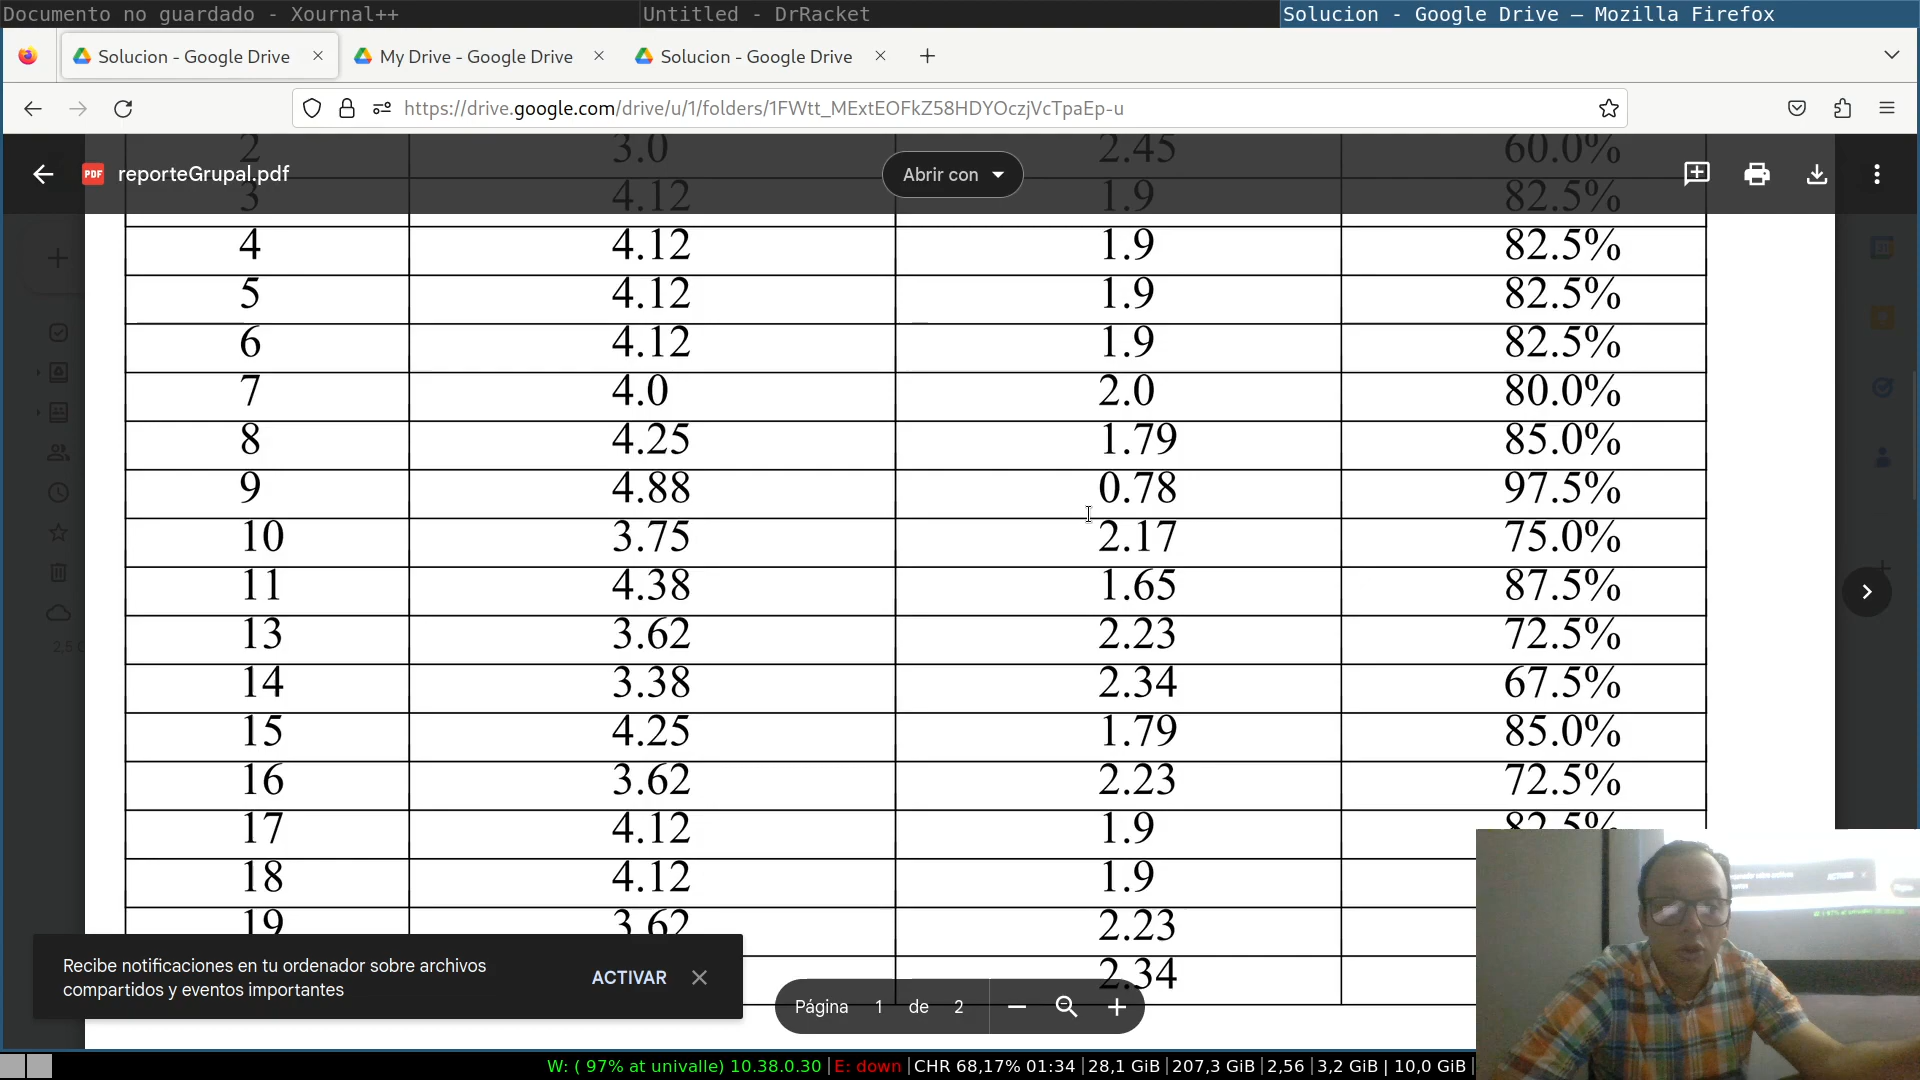 Documento no guardado - Xournal++
Untitled - DrRacket
Solucion - Google Drive — Mozilla Firefox
Solucion - Google Drive
My Drive - Google Drive
Solucion - Google Drive
https://drive.google.com/drive/u/1/folders/1FWtt_MExtEOFkZ58HDYOczjVcTpaEp-u
2 3.0 2.45 60.0%
PDF reporteGrupal.pdf
Abrir con
3 4.12 1.9 82.5%
4 4.12 1.9 82.5%
5 4.12 1.9 82.5%
6 4.12 1.9 82.5%
7 4.0 2.0 80.0%
8 4.25 1.79 85.0%
9 4.88 0.78 97.5%
10 3.75 2.17 75.0%
11 4.38 1.65 87.5%
13 3.62 2.23 72.5%
14 3.38 2.34 67.5%
15 4.25 1.79 85.0%
16 3.62 2.23 72.5%
17 4.12 1.9 82.5%
18 4.12 1.9
19 3.62 2.23
2.34
Recibe notificaciones en tu ordenador sobre archivos
compartidos y eventos importantes
ACTIVAR
Página 1 de 2
W: ( 97% at univalle) 10.38.0.30 |E: down |CHR 68,17% 01:34 |28,1 GiB |207,3 GiB |2,56 |3,2 GiB | 10,0 GiB |